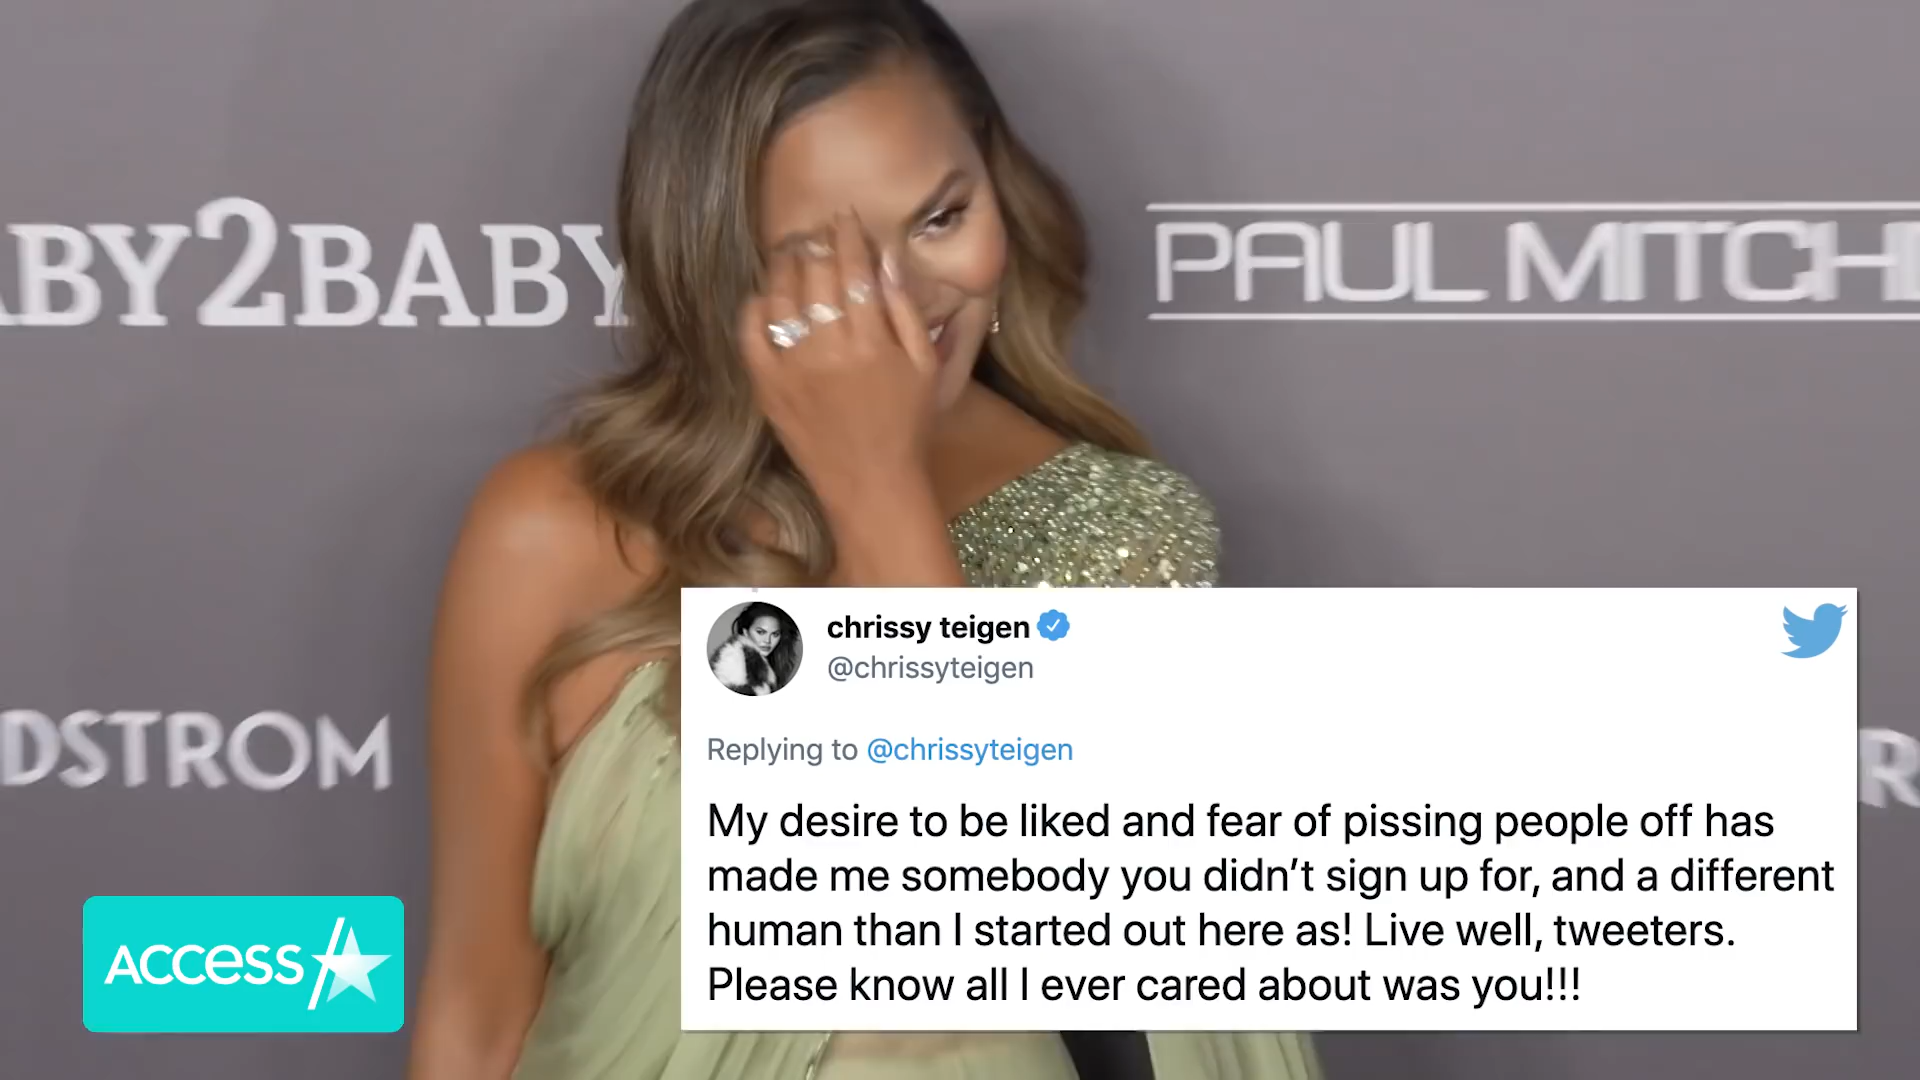 ABY2BABY
PAUL MITCHE
DSTROM
R
chrissy teigen
@chrissyteigen
Replying to @chrissyteigen
My desire to be liked and fear of pissing people off has
made me somebody you didn’t sign up for, and a different
human than I started out here as! Live well, tweeters.
Please know all I ever cared about was you!!!
ACCESS